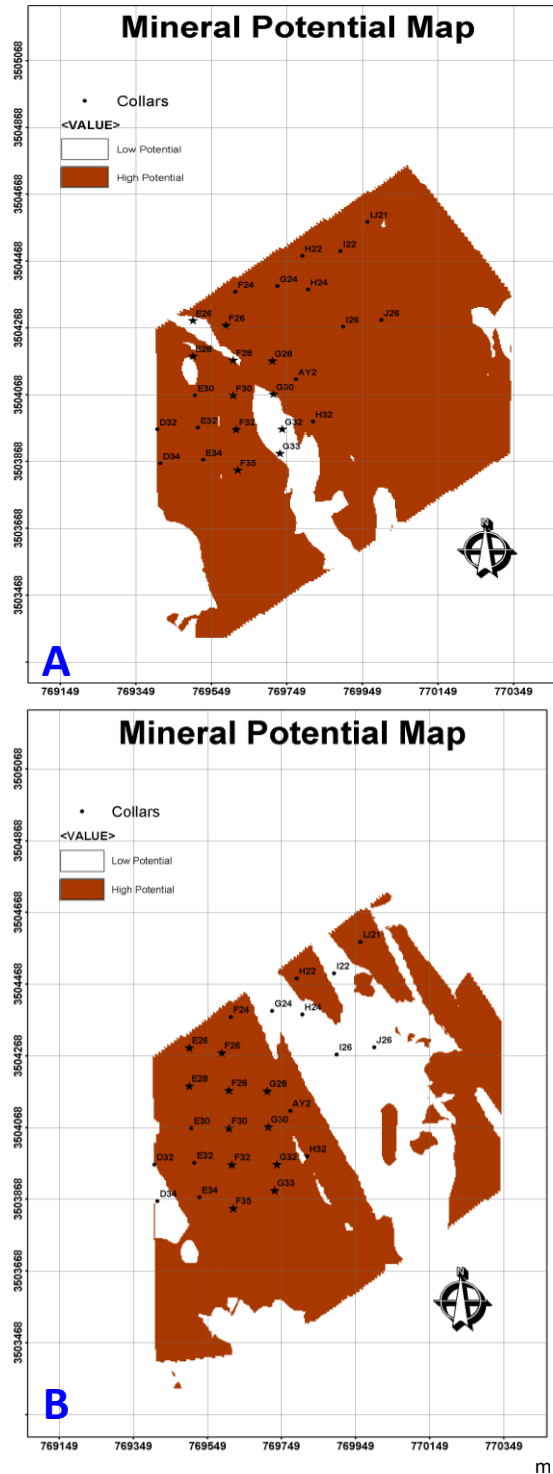 Mineral Potential Map
Collars
<VALUE>
Low Potential
High Potential
3505068
3504868
3504668
3504468
3504268
3504068
3503868
3503668
3503468
IJ21
H22
I22
G24
H24
F24
E26
F26
I26
J26
E28
F28
G28
AY2
E30
F30
G30
D32
E32
F32
G32
H32
D34
E34
G33
F35
N
A
769149
769349
769549
769749
769949
770149
770349
Mineral Potential Map
Collars
<VALUE>
Low Potential
High Potential
3505068
3504868
3504668
3504468
3504268
3504068
3503868
3503668
3503468
IJ21
H22
I22
F24
G24
H24
E26
F26
I26
J26
E28
F28
G28
AY2
E30
F30
G30
D32
E32
F32
G32
H32
D34
E34
G33
F35
N
B
769149
769349
769549
769749
769949
770149
770349
m